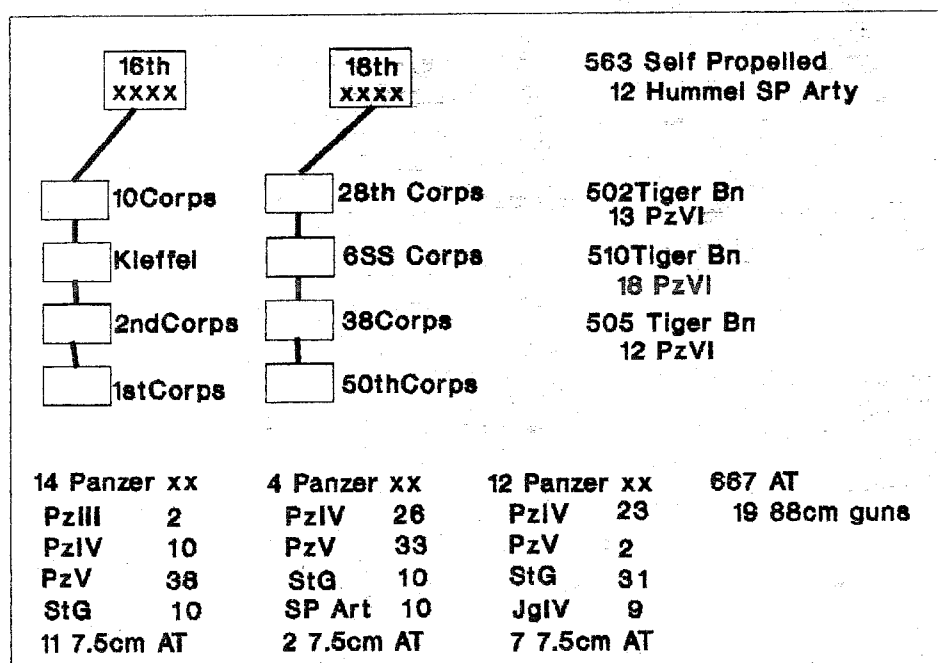 16th
xxxx
10Corps
Kleffel
2ndCorps
1stCorps
18th
xxxx
28th Corps
6SS Corps
38Corps
50thCorps
563 Self Propelled
12 Hummel SP Arty
502Tiger Bn
13 PzVI
510Tiger Bn
18 PzVI
505 Tiger Bn
12 PzVI
14 Panzer xx
PzIII 2
PzIV 10
PzV 38
StG 10
11 7.5cm AT
4 Panzer xx
PzIV 26
PzV 33
StG 10
SP Art 10
2 7.5cm AT
12 Panzer xx
PzIV 23
PzV 2
StG 31
JgIV 9
7 7.5cm AT
667 AT
19 88cm guns